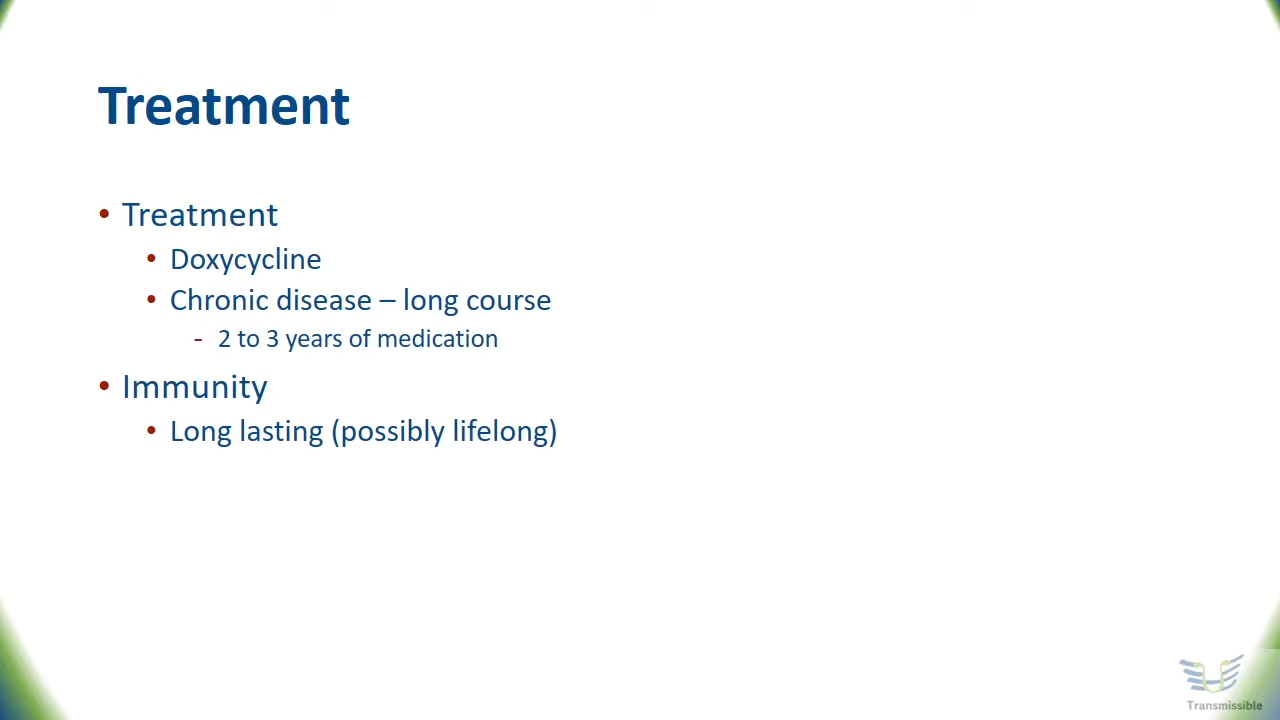 Treatment
• Treatment
• Doxycycline
• Chronic disease – long course
- 2 to 3 years of medication
• Immunity
• Long lasting (possibly lifelong)
Transmissible